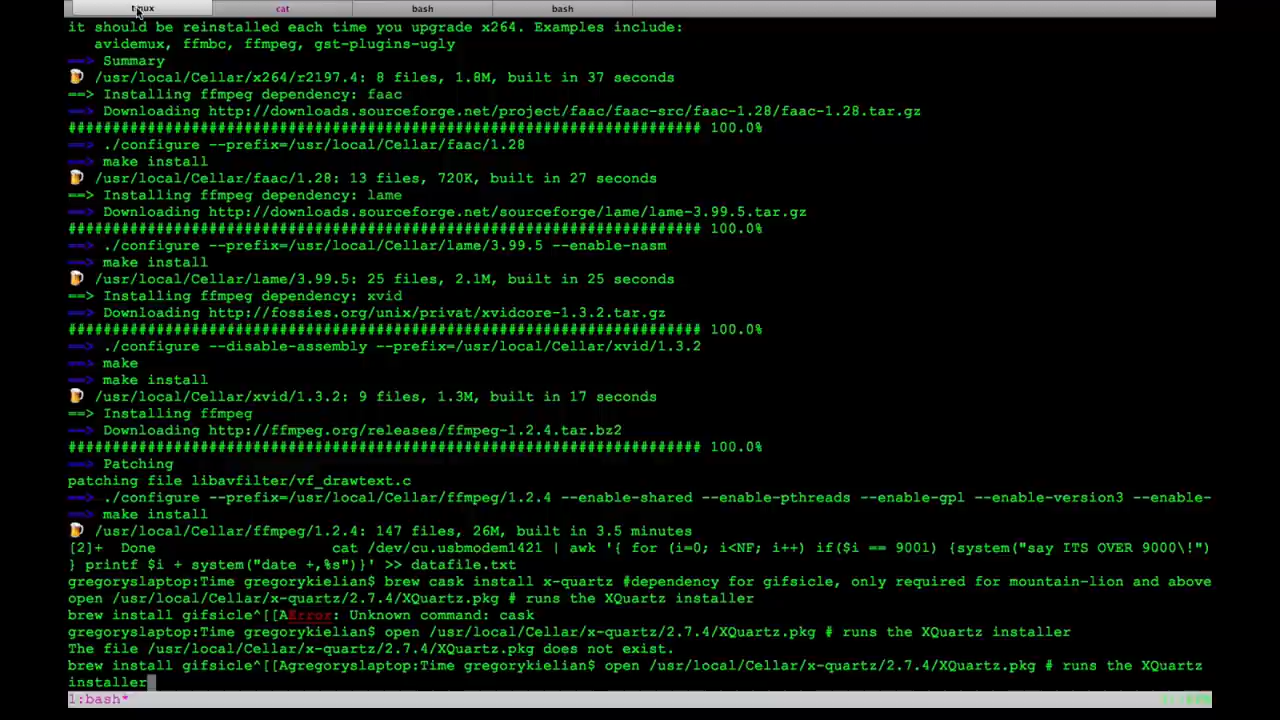 tmux cat bash bash
it should be reinstalled each time you upgrade x264. Examples include:
avidemux, ffmbc, ffmpeg, gst-plugins-ugly
==> Summary
/usr/local/Cellar/x264/r2197.4: 8 files, 1.8M, built in 37 seconds
==> Installing ffmpeg dependency: faac
==> Downloading http://downloads.sourceforge.net/project/faac/faac-src/faac-1.28/faac-1.28.tar.gz
######################################################################## 100.0%
==> ./configure --prefix=/usr/local/Cellar/faac/1.28
==> make install
/usr/local/Cellar/faac/1.28: 13 files, 720K, built in 27 seconds
==> Installing ffmpeg dependency: lame
==> Downloading http://downloads.sourceforge.net/sourceforge/lame/lame-3.99.5.tar.gz
######################################################################## 100.0%
==> ./configure --prefix=/usr/local/Cellar/lame/3.99.5 --enable-nasm
==> make install
/usr/local/Cellar/lame/3.99.5: 25 files, 2.1M, built in 25 seconds
==> Installing ffmpeg dependency: xvid
==> Downloading http://fossies.org/unix/privat/xvidcore-1.3.2.tar.gz
######################################################################## 100.0%
==> ./configure --disable-assembly --prefix=/usr/local/Cellar/xvid/1.3.2
==> make
==> make install
/usr/local/Cellar/xvid/1.3.2: 9 files, 1.3M, built in 17 seconds
==> Installing ffmpeg
==> Downloading http://ffmpeg.org/releases/ffmpeg-1.2.4.tar.bz2
######################################################################## 100.0%
==> Patching
patching file libavfilter/vf_drawtext.c
==> ./configure --prefix=/usr/local/Cellar/ffmpeg/1.2.4 --enable-shared --enable-pthreads --enable-gpl --enable-version3 --enable-
==> make install
/usr/local/Cellar/ffmpeg/1.2.4: 147 files, 26M, built in 3.5 minutes
[2]+  Done                    cat /dev/cu.usbmodem1421 | awk '{ for (i=0; i<NF; i++) if($i == 9001) {system("say ITS OVER 9000\!")
} printf $i + system("date +,%s")}' >> datafile.txt
gregoryslaptop:Time gregorykielian$ brew cask install x-quartz #dependency for gifsicle, only required for mountain-lion and above
open /usr/local/Cellar/x-quartz/2.7.4/XQuartz.pkg # runs the XQuartz installer
brew install gifsicle^[[AError: Unknown command: cask
gregoryslaptop:Time gregorykielian$ open /usr/local/Cellar/x-quartz/2.7.4/XQuartz.pkg # runs the XQuartz installer
The file /usr/local/Cellar/x-quartz/2.7.4/XQuartz.pkg does not exist.
brew install gifsicle^[[Agregoryslaptop:Time gregorykielian$ open /usr/local/Cellar/x-quartz/2.7.4/XQuartz.pkg # runs the XQuartz
installer
1:bash*